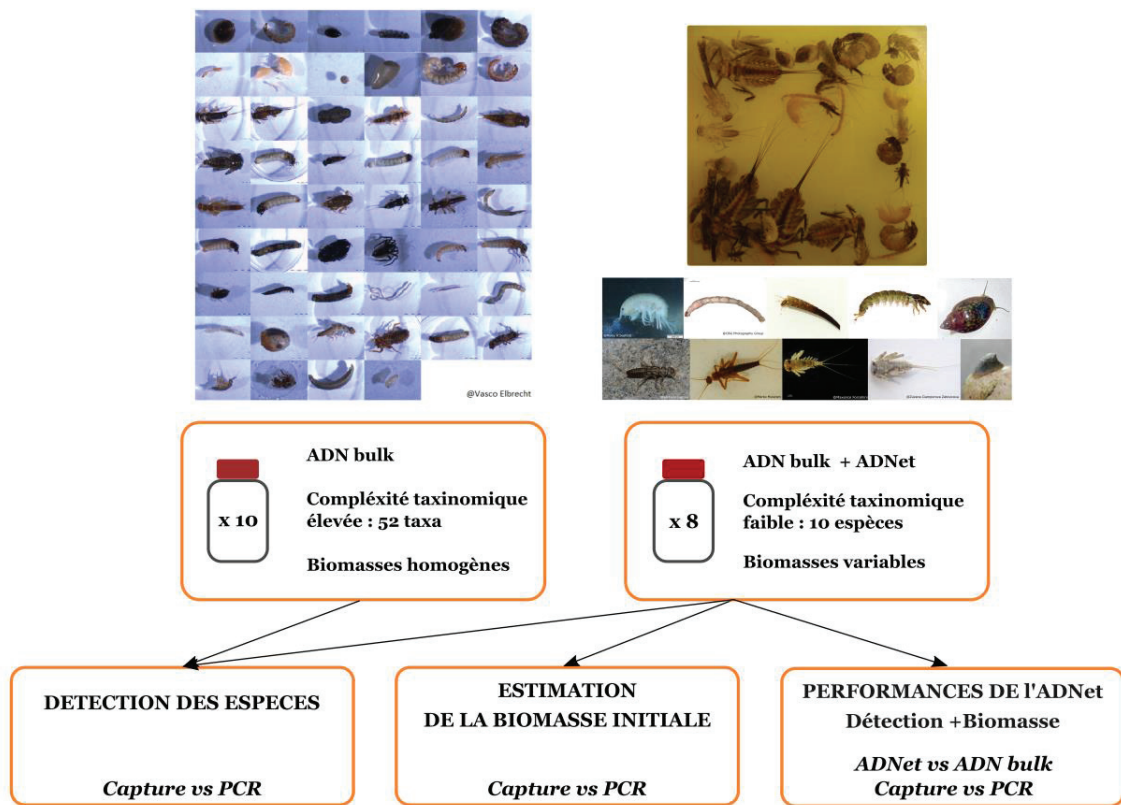 @Vasco Elbrecht
ADN bulk
Compléxité taxinomique
élevée : 52 taxa
Biomasses homogènes
x 10
ADN bulk + ADNet
Compléxité taxinomique
faible : 10 espèces
Biomasses variables
x 8
DETECTION DES ESPECES
Capture vs PCR
ESTIMATION
DE LA BIOMASSE INITIALE
Capture vs PCR
PERFORMANCES DE l'ADNet
Détection +Biomasse
ADNet vs ADN bulk
Capture vs PCR